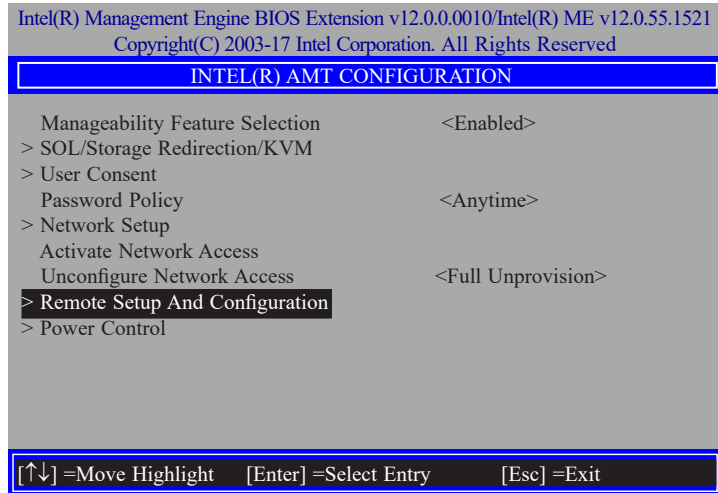 Intel(R) Management Engine BIOS Extension v12.0.0.0010/Intel(R) ME v12.0.55.1521
Copyright(C) 2003-17 Intel Corporation. All Rights Reserved
INTEL(R) AMT CONFIGURATION
Manageability Feature Selection <Enabled>
> SOL/Storage Redirection/KVM
> User Consent
Password Policy <Anytime>
> Network Setup
Activate Network Access
Unconfigure Network Access <Full Unprovision>
> Remote Setup And Configuration
> Power Control
[↑↓] =Move Highlight [Enter] =Select Entry [Esc] =Exit